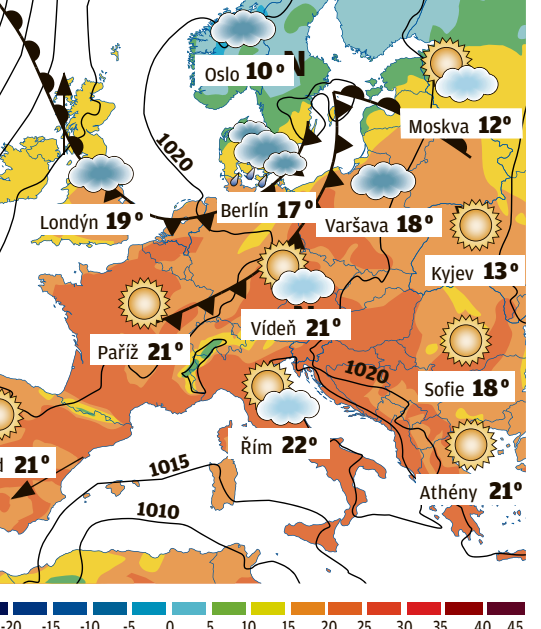 N
Oslo 10°
Moskva 12°
1020
Londýn 19°
Berlín 17°
Varšava 18°
Kyjev 13°
Vídeň 21°
Paříž 21°
1020
Sofie 18°
Řím 22°
d 21°
1015
Athény 21°
1010
-20 -15 -10 -5 0 5 10 15 20 25 30 35 40 45